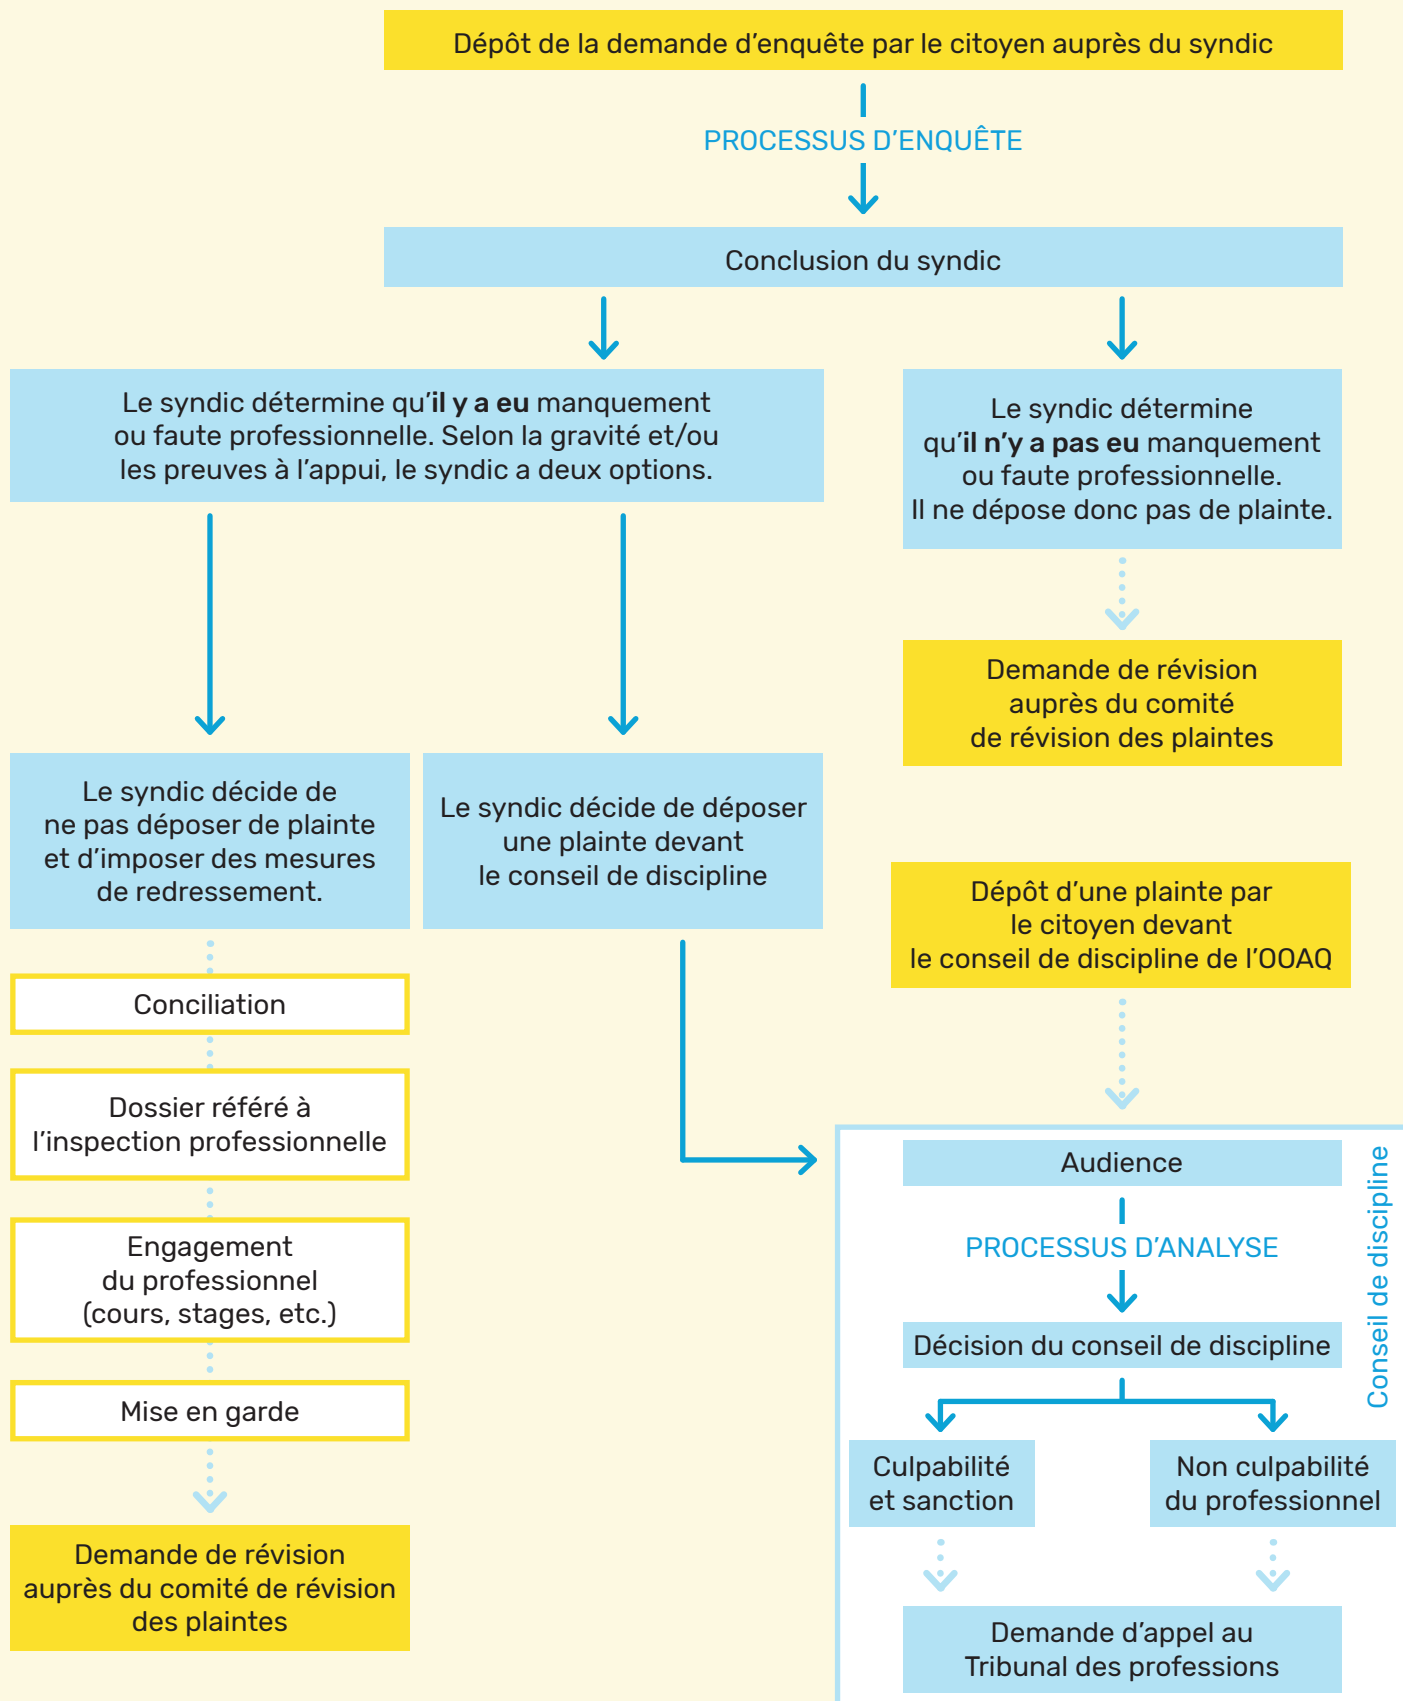 Dépôt de la demande d’enquête par le citoyen auprès du syndic
PROCESSUS D’ENQUÊTE
Conclusion du syndic
Le syndic détermine qu’il y a eu manquement
ou faute professionnelle. Selon la gravité et/ou
les preuves à l’appui, le syndic a deux options.
Le syndic détermine
qu’il n’y a pas eu manquement
ou faute professionnelle.
Il ne dépose donc pas de plainte.
Demande de révision
auprès du comité
de révision des plaintes
Le syndic décide de
ne pas déposer de plainte
et d’imposer des mesures
de redressement.
Le syndic décide de déposer
une plainte devant
le conseil de discipline
Dépôt d’une plainte par
le citoyen devant
le conseil de discipline de l’OOAQ
Conciliation
Dossier référé à
l’inspection professionnelle
Engagement
du professionnel
(cours, stages, etc.)
Mise en garde
Demande de révision
auprès du comité de révision
des plaintes
Conseil de discipline
Audience
PROCESSUS D’ANALYSE
Décision du conseil de discipline
Culpabilité
et sanction
Non culpabilité
du professionnel
Demande d’appel au
Tribunal des professions